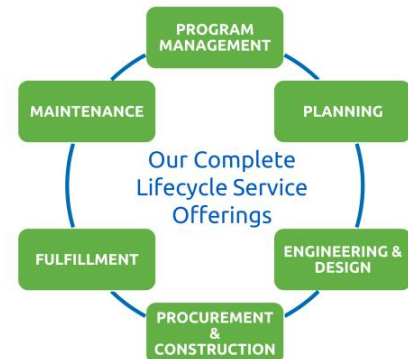 PROGRAM
MANAGEMENT
PLANNING
ENGINEERING &
DESIGN
PROCUREMENT
&
CONSTRUCTION
FULFILLMENT
MAINTENANCE
Our Complete
Lifecycle Service
Offerings